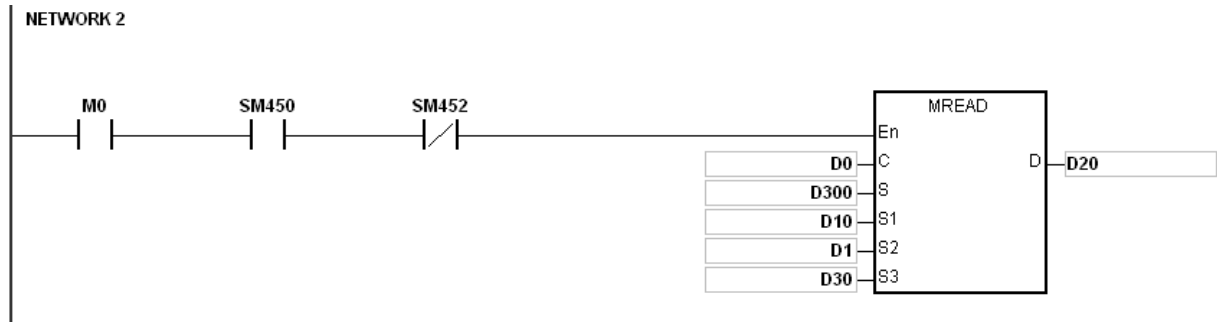 NETWORK 2
M0 SM450 SM452 MREAD
En
D0 C D D20
D300 S
D10 S1
D1 S2
D30 S3